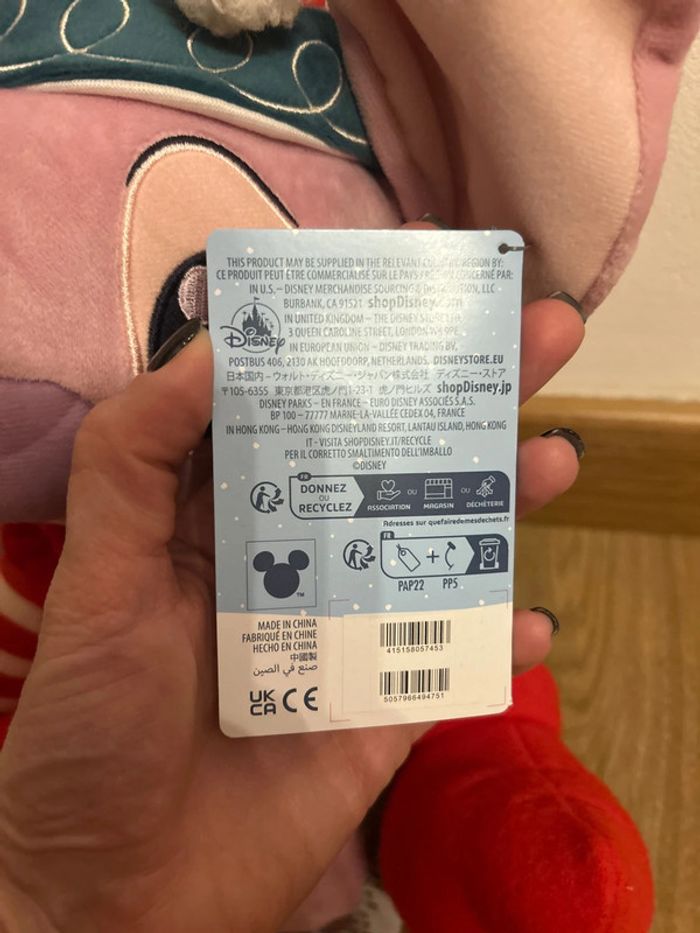 THIS PRODUCT MAY BE SUPPLIED IN THE RELEVANT COUNTRY/REGION BY:
CE PRODUIT PEUT ÊTRE COMMERCIALISÉ SUR LE PAYS / RÉGION CONCERNÉ PAR:
IN U.S. – DISNEY MERCHANDISE SOURCING & DISTRIBUTION, LLC
BURBANK, CA 91521 shopDisney.com
IN UNITED KINGDOM – THE DISNEY STORE LTD,
3 QUEEN CAROLINE STREET, LONDON W6 9PE
Disney
IN EUROPEAN UNION – DISNEY TRADING BV,
POSTBUS 406, 2130 AK HOOFDDORP, NETHERLANDS. DISNEYSTORE.EU
日本国内 – ウォルト・ディズニー・ジャパン株式会社 ディズニー・ストア
〒105-6355 東京都港区虎ノ門1-23-1 虎ノ門ヒルズ shopDisney.jp
DISNEY PARKS – EN FRANCE – EURO DISNEY ASSOCIÉS S.A.S.
BP 100 – 77777 MARNE-LA-VALLÉE CEDEX 04, FRANCE
IN HONG KONG – HONG KONG DISNEYLAND RESORT, LANTAU ISLAND, HONG KONG
IT - VISITA SHOPDISNEY.IT/RECYCLE
PER IL CORRETTO SMALTIMENTO DELL'IMBALLO
©DISNEY
FR
DONNEZ
OU
RECYCLEZ
ASSOCIATION OU MAGASIN OU DÉCHÈTERIE
Adresses sur quefairedemesdechets.fr
FR
+
PAP22 PP5
TM
MADE IN CHINA
FABRIQUÉ EN CHINE
HECHO EN CHINA
中國製
صنع في الصين
UK
CA CE
415158057453
5057966494751